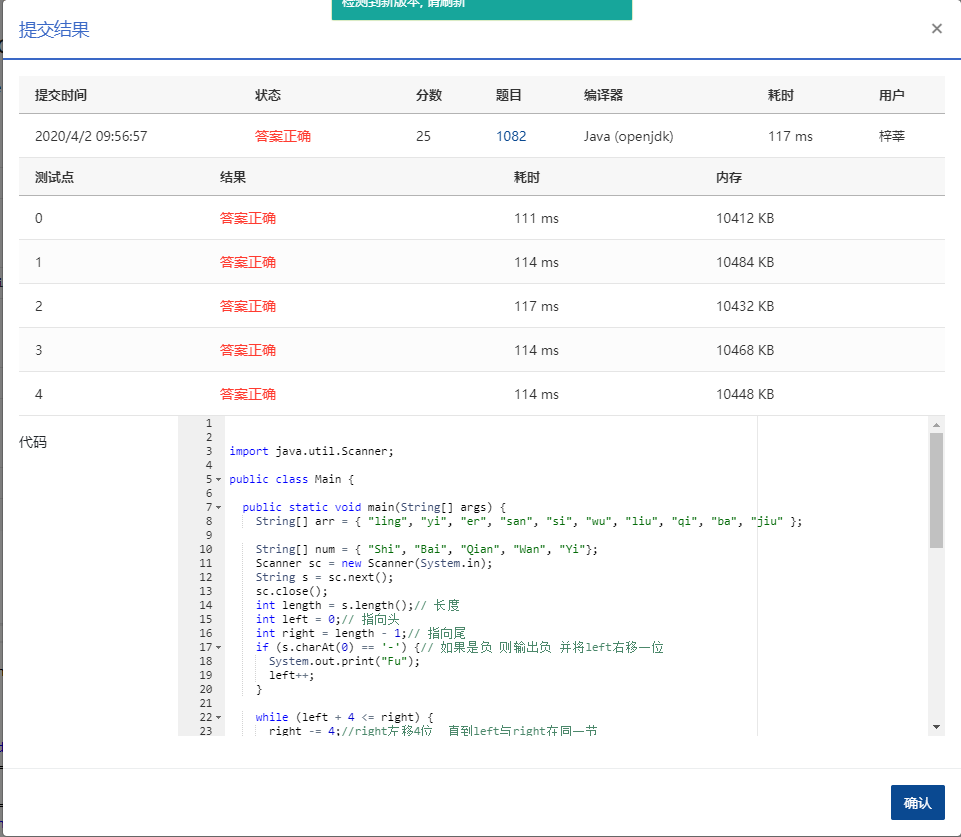 检测到新版本, 请刷新
提交结果 ×
提交时间 状态 分数 题目 编译器 耗时 用户
2020/4/2 09:56:57 答案正确 25 1082 Java (openjdk) 117 ms 梓莘
测试点 结果 耗时 内存
0 答案正确 111 ms 10412 KB
1 答案正确 114 ms 10484 KB
2 答案正确 117 ms 10432 KB
3 答案正确 114 ms 10468 KB
4 答案正确 114 ms 10448 KB
代码
1
2
3 import java.util.Scanner;
4
5 public class Main {
6
7 public static void main(String[] args) {
8 String[] arr = { "ling", "yi", "er", "san", "si", "wu", "liu", "qi", "ba", "jiu" };
9
10 String[] num = { "Shi", "Bai", "Qian", "Wan", "Yi"};
11 Scanner sc = new Scanner(System.in);
12 String s = sc.next();
13 sc.close();
14 int length = s.length();// 长度
15 int left = 0;// 指向头
16 int right = length - 1;// 指向尾
17 if (s.charAt(0) == '-') {// 如果是负 则输出负 并将left右移一位
18 System.out.print("Fu");
19 left++;
20 }
21
22 while (left + 4 <= right) {
23 right -= 4;//right左移4位 直到left与right在同一节
确认